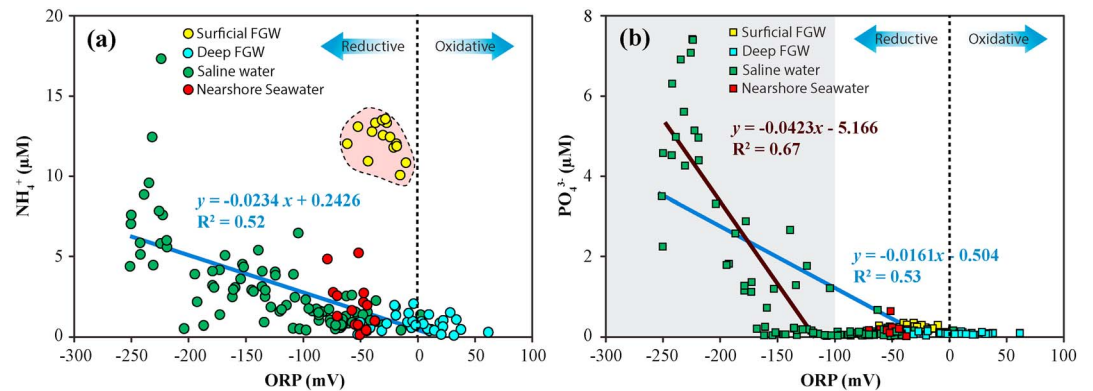 (a)
Surficial FGW
Deep FGW
Saline water
Nearshore Seawater
Reductive
Oxidative
y = -0.0234 x + 0.2426
R² = 0.52
NH₄⁺ (μM)
20
15
10
5
0
-300 -250 -200 -150 -100 -50 0 50 100
ORP (mV)
(b)
Surficial FGW
Deep FGW
Saline water
Nearshore Seawater
Reductive
Oxidative
y = -0.0423x - 5.166
R² = 0.67
y = -0.0161x - 0.504
R² = 0.53
PO₄³⁻ (μM)
8
6
4
2
0
-300 -250 -200 -150 -100 -50 0 50 100
ORP (mV)